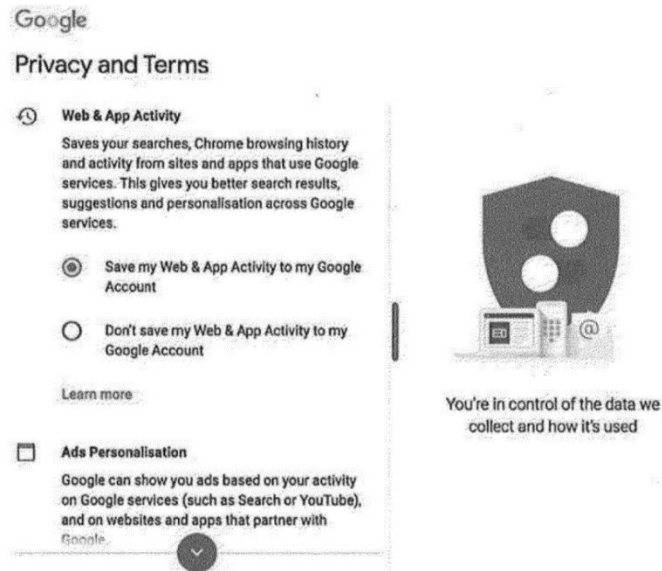 Google
Privacy and Terms
Web & App Activity
Saves your searches, Chrome browsing history
and activity from sites and apps that use Google
services. This gives you better search results,
suggestions and personalisation across Google
services.
Save my Web & App Activity to my Google
Account
Don't save my Web & App Activity to my
Google Account
Learn more
Ads Personalisation
Google can show you ads based on your activity
on Google services (such as Search or YouTube),
and on websites and apps that partner with
Google.
@
You're in control of the data we
collect and how it's used